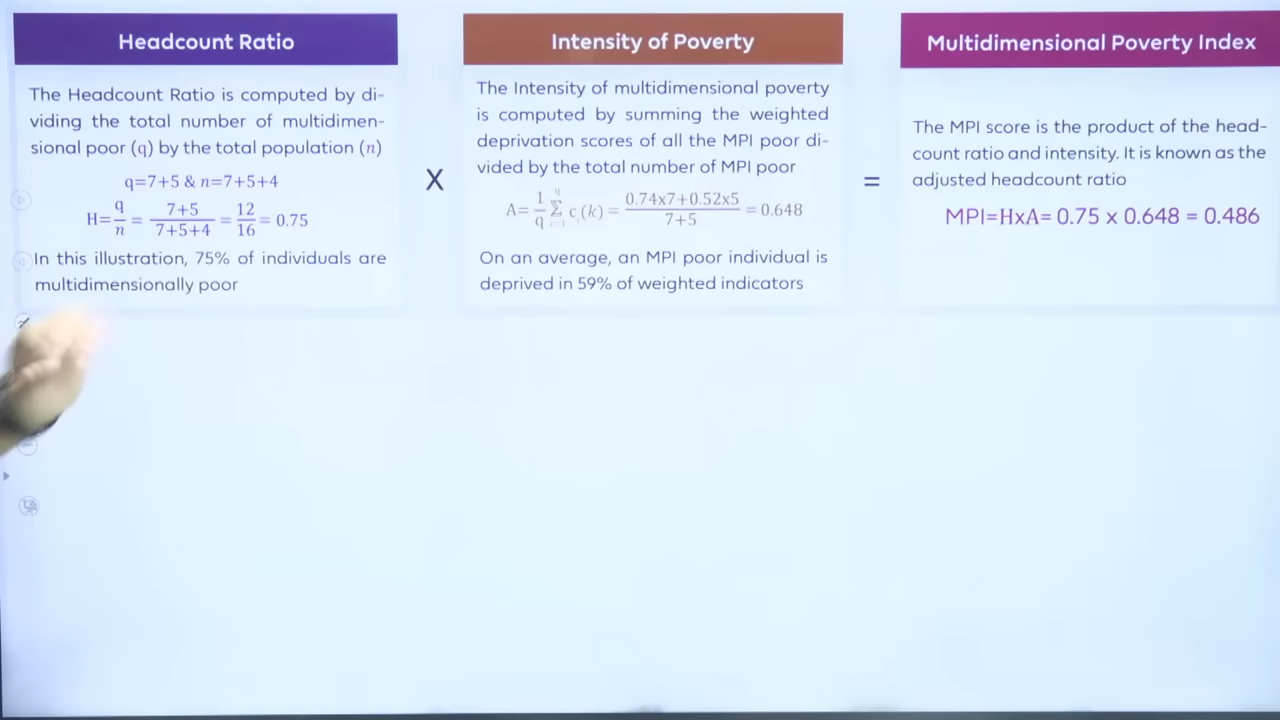 Headcount Ratio
The Headcount Ratio is computed by di-
viding the total number of multidimen-
sional poor (q) by the total population (n)
q=7+5 & n=7+5+4
H= q/n = 7+5/7+5+4 = 12/16 = 0.75
In this illustration, 75% of individuals are
multidimensionally poor
X
Intensity of Poverty
The Intensity of multidimensional poverty
is computed by summing the weighted
deprivation scores of all the MPI poor di-
vided by the total number of MPI poor
A= 1/q Σ cᵢ(k) = 0.74x7+0.52x5/7+5 = 0.648
On an average, an MPI poor individual is
deprived in 59% of weighted indicators
=
Multidimensional Poverty Index
The MPI score is the product of the head-
count ratio and intensity. It is known as the
adjusted headcount ratio
MPI=HxA= 0.75 x 0.648 = 0.486